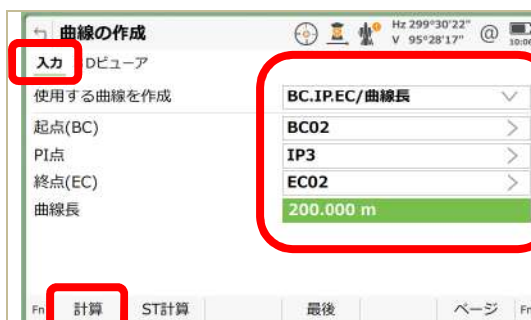 曲線の作成
Hz 299°30'22"
V 95°28'17"
@
入力 Dビューア
使用する曲線を作成 BC.IP.EC/曲線長
起点(BC) BC02
PI点 IP3
終点(EC) EC02
曲線長 200.000 m
Fn 計算 ST計算 最後 ページ